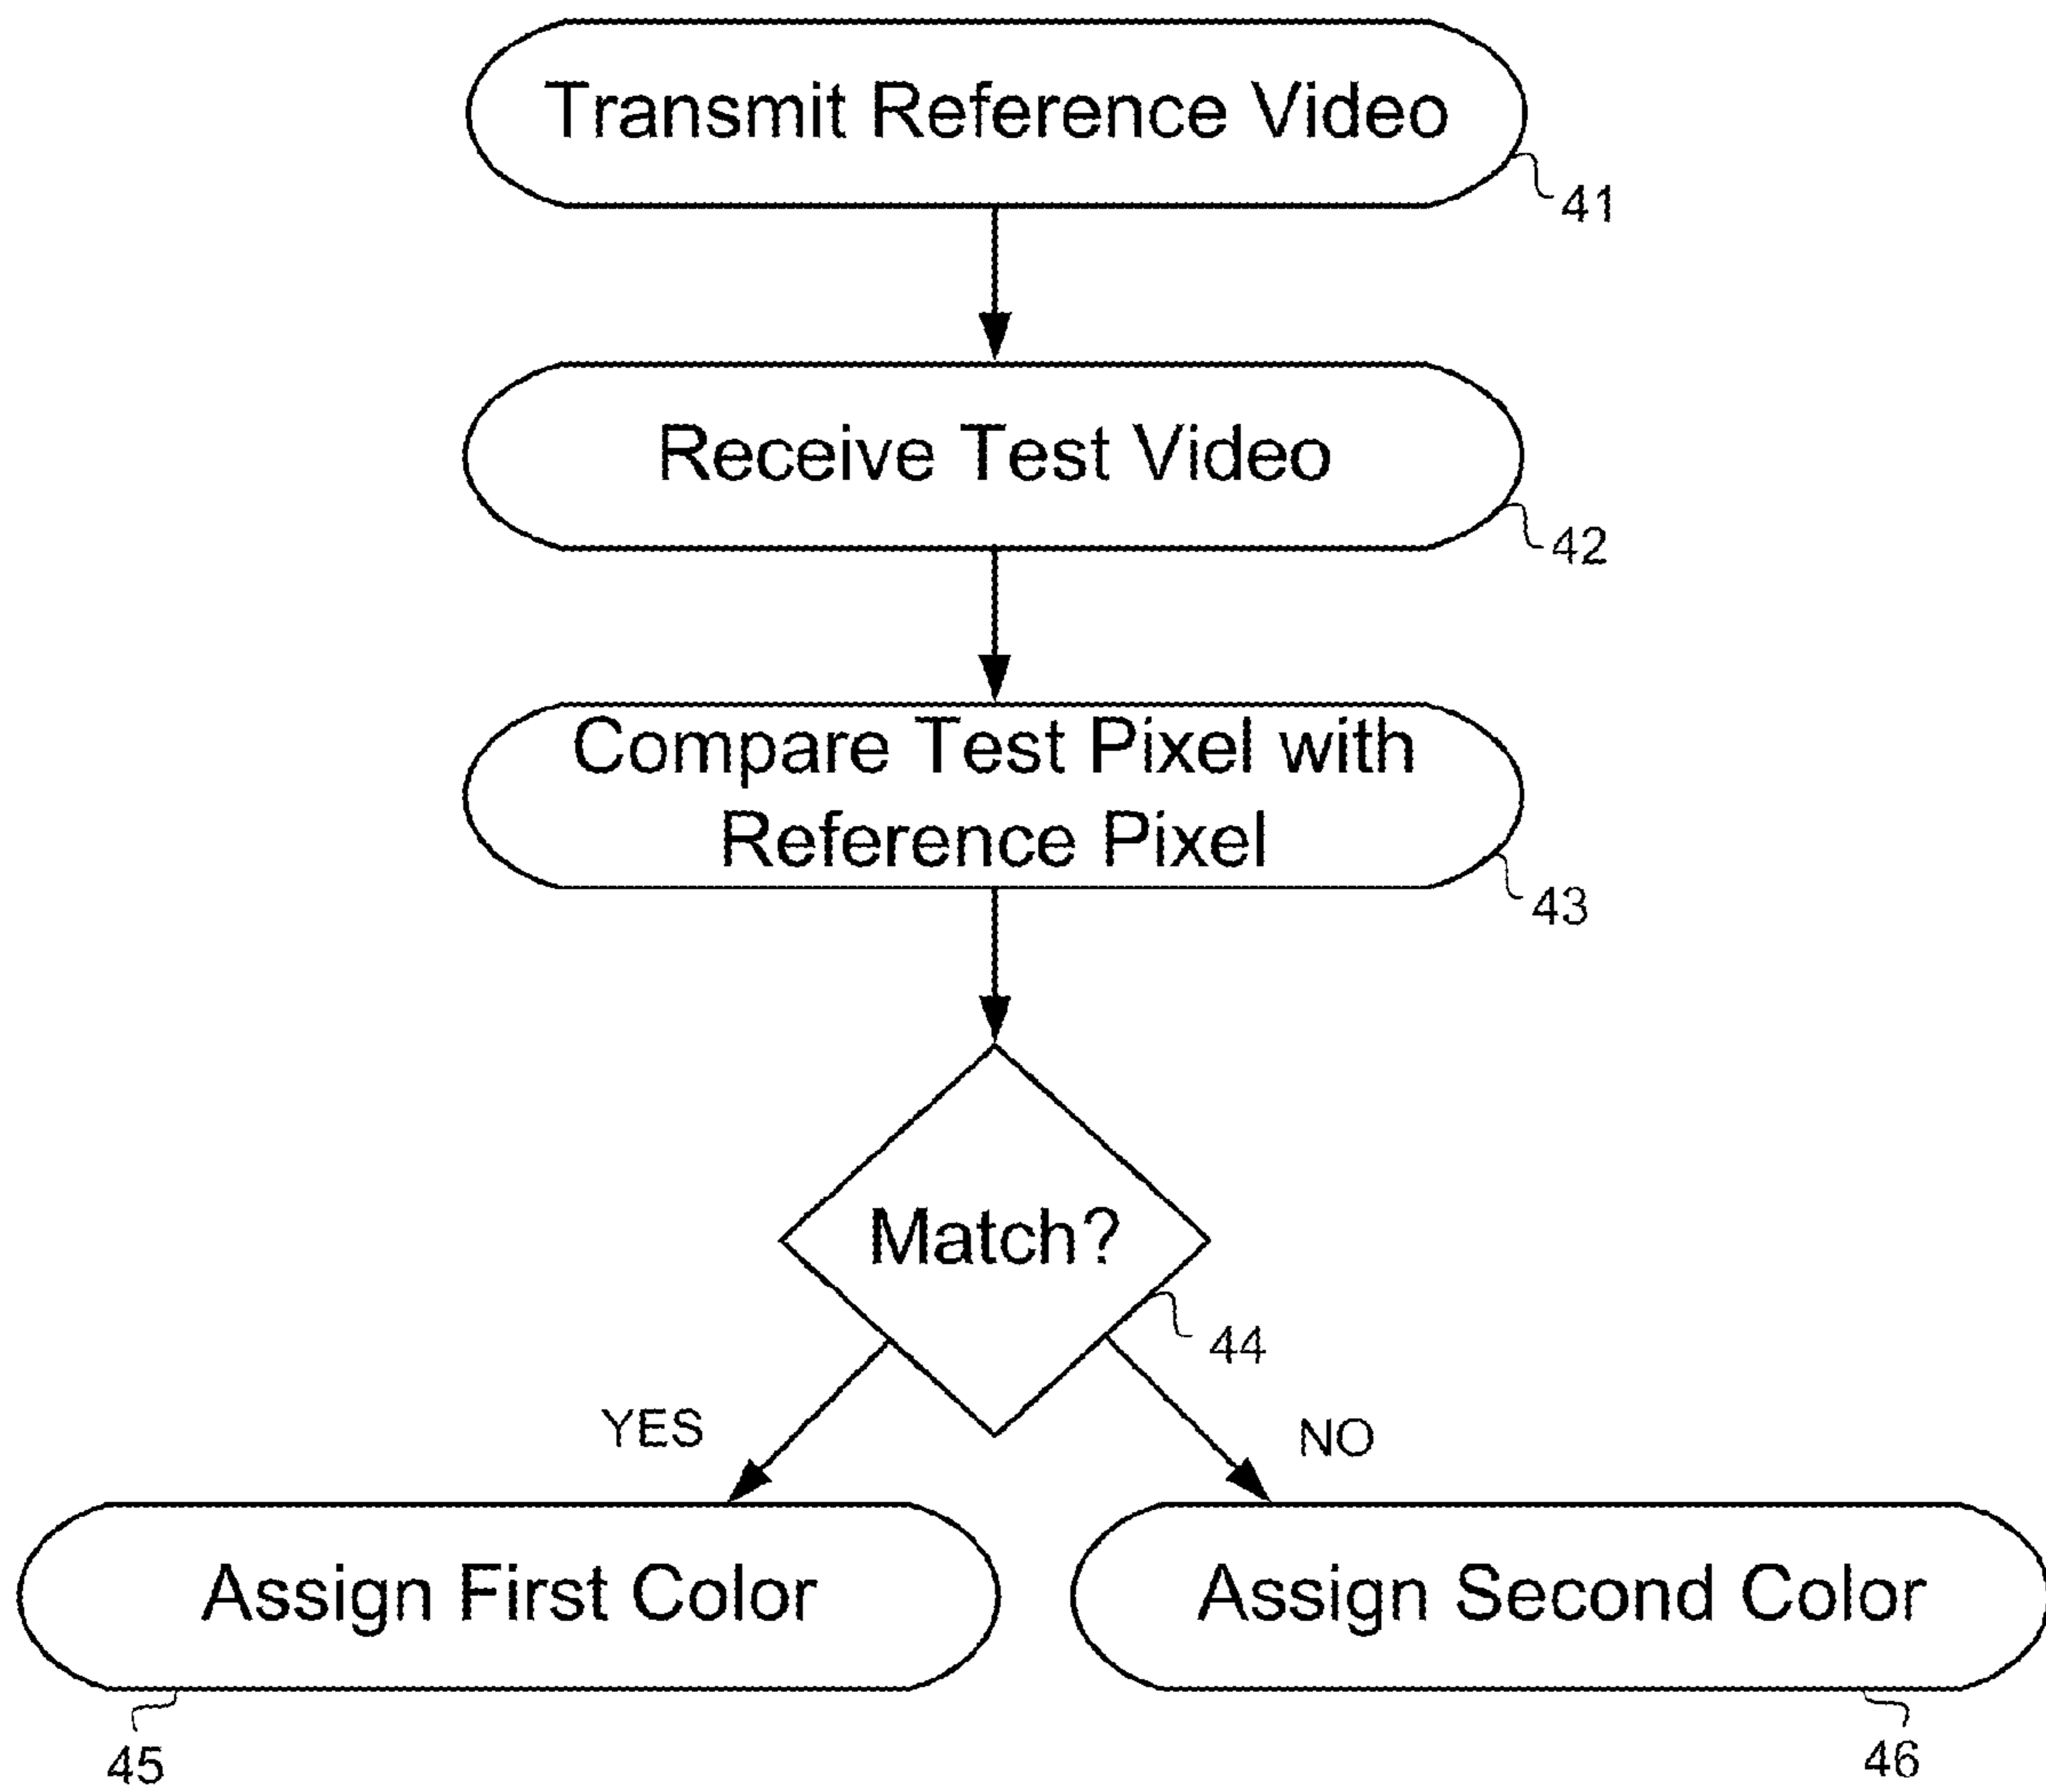 Transmit Reference Video
41
Receive Test Video
42
Compare Test Pixel with
Reference Pixel
43
Match?
44
YES
NO
Assign First Color
Assign Second Color
45
46